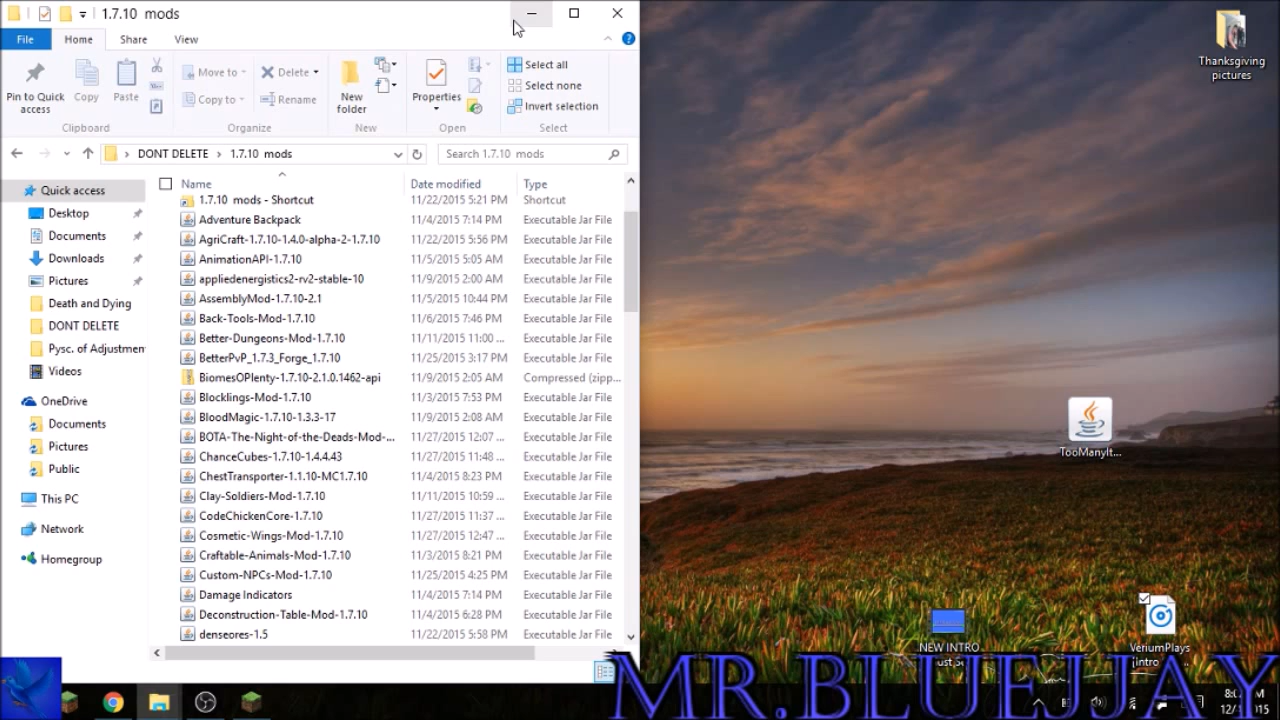 1.7.10 mods
File Home Share View
Pin to Quick access
Copy
Paste
Clipboard
Move to
Copy to
Delete
Rename
Organize
New folder
New
Properties
Open
Select all
Select none
Invert selection
Select
DONT DELETE 1.7.10 mods
Search 1.7.10 mods
Quick access
Desktop
Documents
Downloads
Pictures
Death and Dying
DONT DELETE
Pysc. of Adjustmen
Videos
OneDrive
Documents
Pictures
Public
This PC
Network
Homegroup
Name Date modified Type
1.7.10 mods - Shortcut 11/22/2015 5:21 PM Shortcut
Adventure Backpack 11/4/2015 7:14 PM Executable Jar File
AgriCraft-1.7.10-1.4.0-alpha-2-1.7.10 11/22/2015 5:56 PM Executable Jar File
AnimationAPI-1.7.10 11/5/2015 5:05 AM Executable Jar File
appliedenergistics2-rv2-stable-10 11/9/2015 2:00 AM Executable Jar File
AssemblyMod-1.7.10-2.1 11/5/2015 10:44 PM Executable Jar File
Back-Tools-Mod-1.7.10 11/6/2015 7:46 PM Executable Jar File
Better-Dungeons-Mod-1.7.10 11/11/2015 11:00 ... Executable Jar File
BetterPvP_1.7.3_Forge_1.7.10 11/25/2015 3:17 PM Executable Jar File
BiomesOPlenty-1.7.10-2.1.0.1462-api 11/9/2015 2:05 AM Compressed (zipp...
Blocklings-Mod-1.7.10 11/3/2015 7:53 PM Executable Jar File
BloodMagic-1.7.10-1.3.3-17 11/9/2015 2:08 AM Executable Jar File
BOTA-The-Night-of-the-Deads-Mod-... 11/27/2015 12:07 ... Executable Jar File
ChanceCubes-1.7.10-1.4.4.43 11/27/2015 11:48 ... Executable Jar File
ChestTransporter-1.1.10-MC1.7.10 11/4/2015 8:23 PM Executable Jar File
Clay-Soldiers-Mod-1.7.10 11/11/2015 10:59 ... Executable Jar File
CodeChickenCore-1.7.10 11/27/2015 11:37 ... Executable Jar File
Cosmetic-Wings-Mod-1.7.10 11/27/2015 12:47 ... Executable Jar File
Craftable-Animals-Mod-1.7.10 11/3/2015 8:21 PM Executable Jar File
Custom-NPCs-Mod-1.7.10 11/25/2015 4:25 PM Executable Jar File
Damage Indicators 11/4/2015 7:14 PM Executable Jar File
Deconstruction-Table-Mod-1.7.10 11/4/2015 6:28 PM Executable Jar File
denseores-1.5 11/22/2015 5:58 PM Executable Jar File
Thanksgiving
pictures
TooManyIt...
NEW INTRO
VeriumPlays
Intro
MR.BLUEJJAY